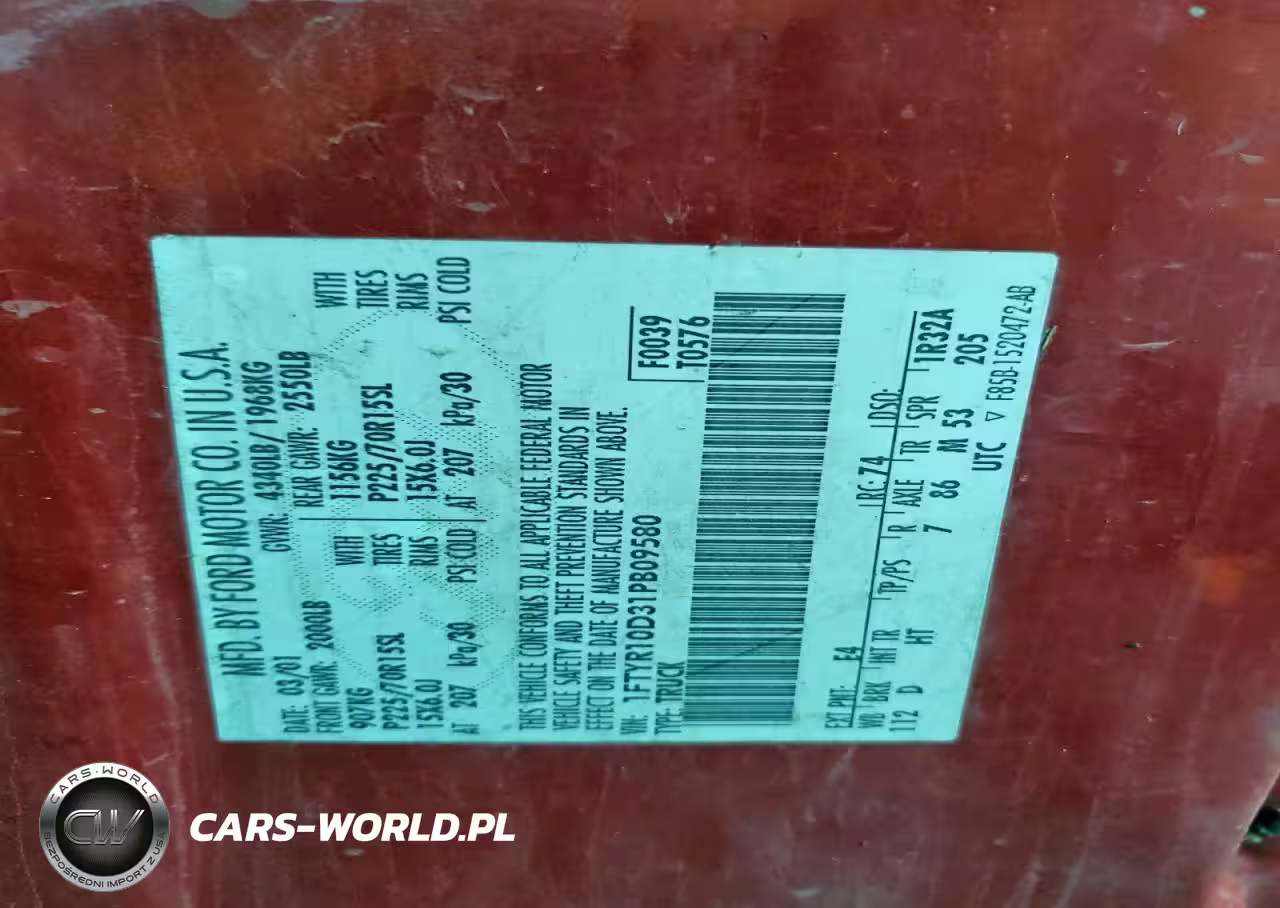 MFD. BY FORD MOTOR CO. IN U.S.A.
DATE: 03/01 GVWR: 4340LB/1968KG
FRONT GAWR: 2000LB REAR GAWR: 2550LB
907KG WITH 1156KG WITH
P225/70R15SL TIRES P225/70R15SL TIRES
15X6.0J RIMS 15X6.0J RIMS
AT 207 kPa/30 PSI COLD AT 207 kPa/30 PSI COLD
THIS VEHICLE CONFORMS TO ALL APPLICABLE FEDERAL MOTOR
VEHICLE SAFETY AND THEFT PREVENTION STANDARDS IN
EFFECT ON THE DATE OF MANUFACTURE SHOWN ABOVE.
VIN: 1FTYR10D31PB09580 F0039
TYPE: TRUCK T0576
EXT PNT: E4 RC: 74 DSO:
WB BRK INT TR TP/PS R AXLE TR SPR 1R32A
112 D HT 7 86 M 53 205
UTC ▽ F85B-1520472-AB
CARS-WORLD
CW
BEZPOŚREDNI IMPORT Z USA
CARS-WORLD.PL